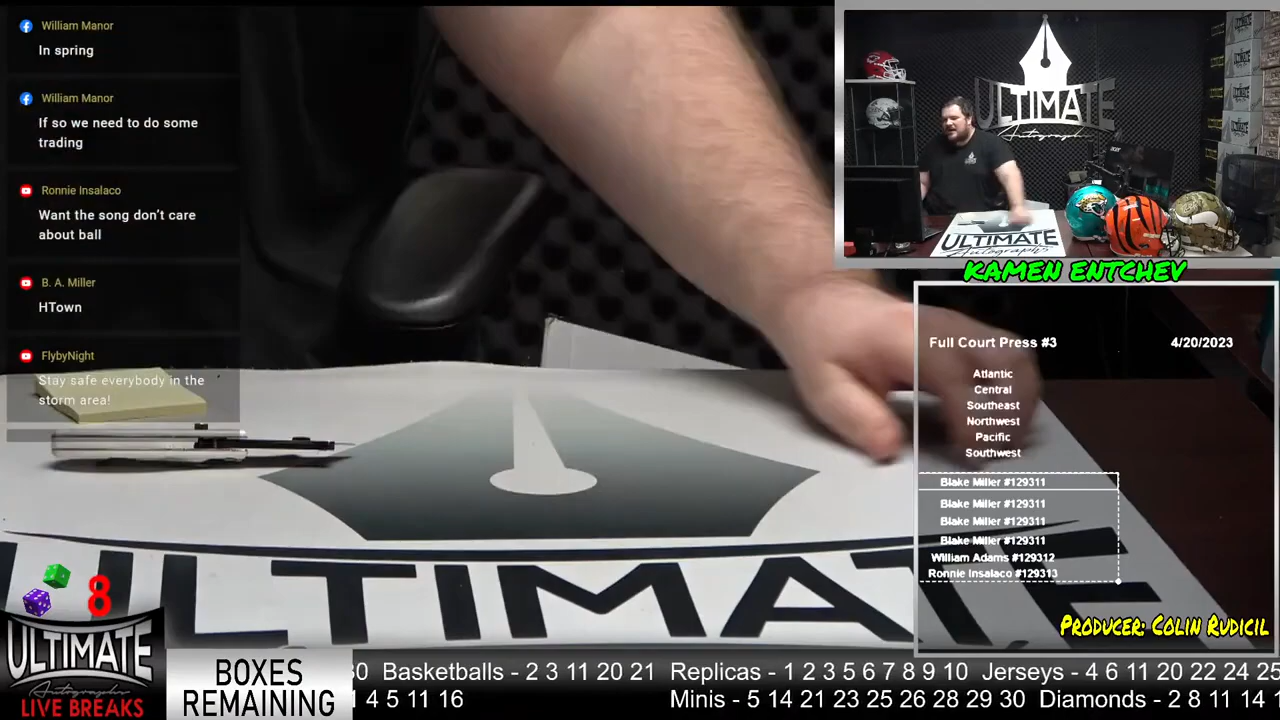 William Manor
In spring
William Manor
If so we need to do some
trading
Ronnie Insalaco
Want the song don't care
about ball
B. A. Miller
HTown
FlybyNight
Stay safe everybody in the
storm area!
ULTIMATE
Autographs
ULTIMATE
Autographs
KAMEN ENTCHEV
Full Court Press #3 4/20/2023
Atlantic
Central
Southeast
Northwest
Pacific
Southwest
Blake Miller #129311
Blake Miller #129311
Blake Miller #129311
Blake Miller #129311
William Adams #129312
Ronnie Insalaco #129313
PRODUCER: COLIN RUDICIL
ULTIMATE
8
ULTIMATE
Autographs
LIVE BREAKS
BOXES
REMAINING
30 Basketballs - 2 3 11 20 21 Replicas - 1 2 3 5 6 7 8 9 10 Jerseys - 4 6 11 20 22 24 25
1 4 5 11 16 Minis - 5 14 21 23 25 26 28 29 30 Diamonds - 2 8 11 14 1